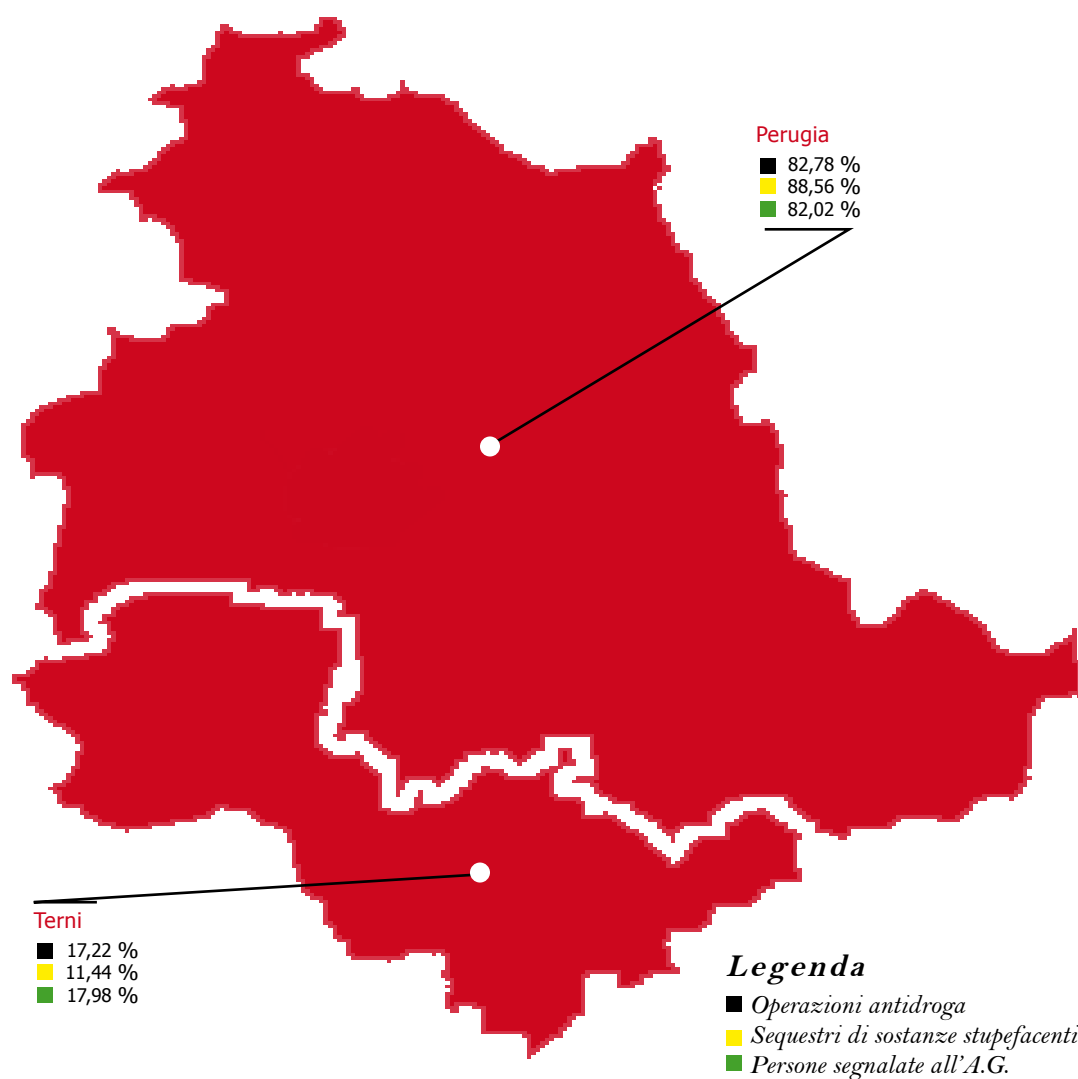 Perugia
82,78 %
88,56 %
82,02 %
Terni
17,22 %
11,44 %
17,98 %
Legenda
Operazioni antidroga
Sequestri di sostanze stupefacenti
Persone segnalate all'A.G.